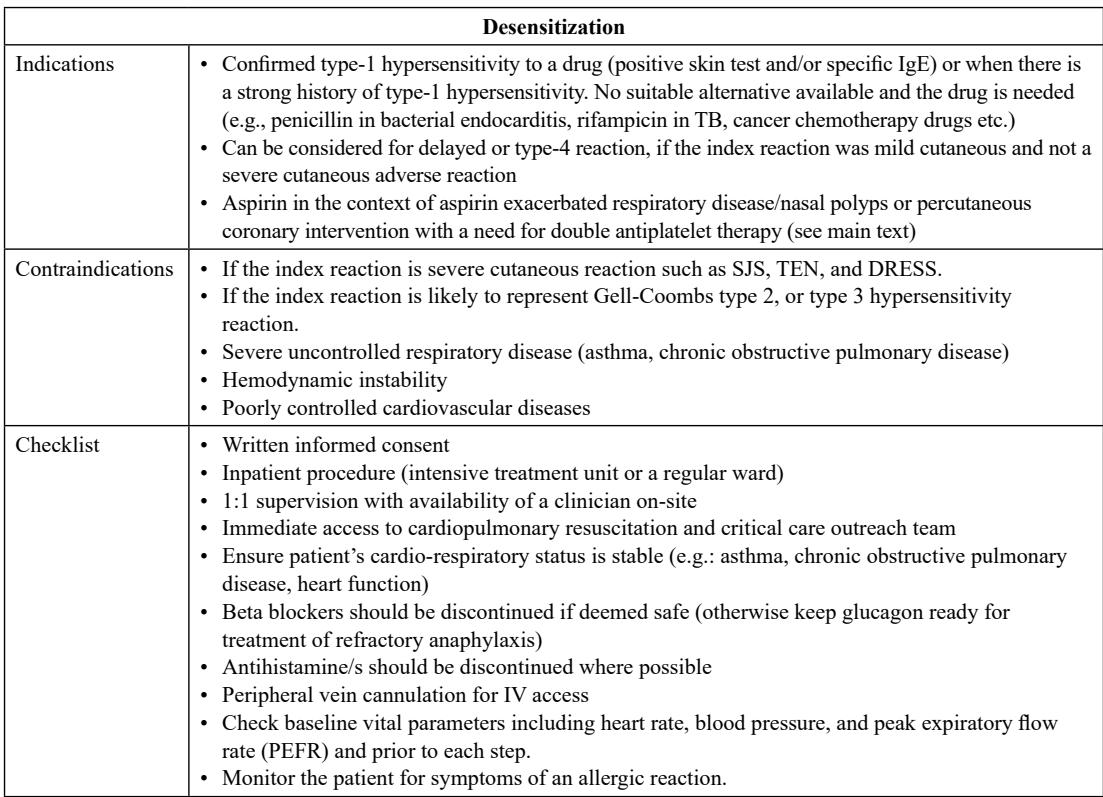 Desensitization
Indications
• Confirmed type-1 hypersensitivity to a drug (positive skin test and/or specific IgE) or when there is
a strong history of type-1 hypersensitivity. No suitable alternative available and the drug is needed
(e.g., penicillin in bacterial endocarditis, rifampicin in TB, cancer chemotherapy drugs etc.)
• Can be considered for delayed or type-4 reaction, if the index reaction was mild cutaneous and not a
severe cutaneous adverse reaction
• Aspirin in the context of aspirin exacerbated respiratory disease/nasal polyps or percutaneous
coronary intervention with a need for double antiplatelet therapy (see main text)
Contraindications
• If the index reaction is severe cutaneous reaction such as SJS, TEN, and DRESS.
• If the index reaction is likely to represent Gell-Coombs type 2, or type 3 hypersensitivity
reaction.
• Severe uncontrolled respiratory disease (asthma, chronic obstructive pulmonary disease)
• Hemodynamic instability
• Poorly controlled cardiovascular diseases
Checklist
• Written informed consent
• Inpatient procedure (intensive treatment unit or a regular ward)
• 1:1 supervision with availability of a clinician on-site
• Immediate access to cardiopulmonary resuscitation and critical care outreach team
• Ensure patient’s cardio-respiratory status is stable (e.g.: asthma, chronic obstructive pulmonary
disease, heart function)
• Beta blockers should be discontinued if deemed safe (otherwise keep glucagon ready for
treatment of refractory anaphylaxis)
• Antihistamine/s should be discontinued where possible
• Peripheral vein cannulation for IV access
• Check baseline vital parameters including heart rate, blood pressure, and peak expiratory flow
rate (PEFR) and prior to each step.
• Monitor the patient for symptoms of an allergic reaction.